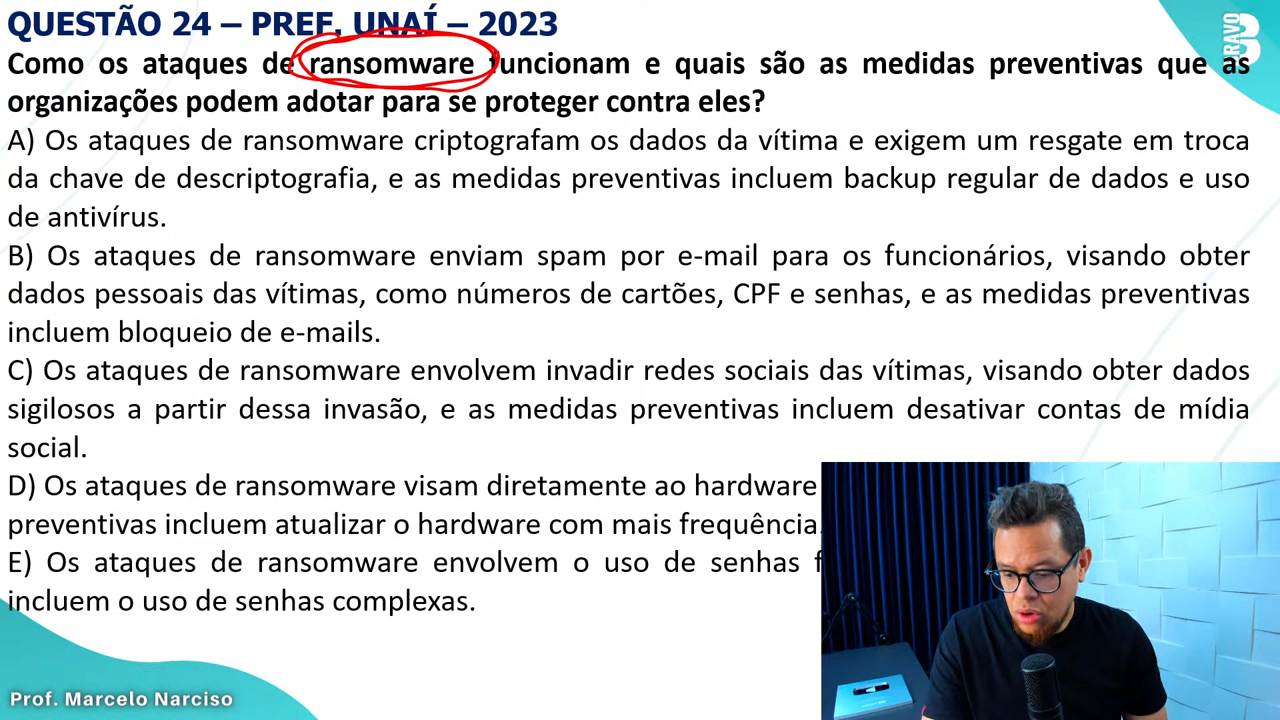 QUESTÃO 24 – PREF. UNAÍ – 2023
BRAVO
Como os ataques de ransomware funcionam e quais são as medidas preventivas que as
organizações podem adotar para se proteger contra eles?
A) Os ataques de ransomware criptografam os dados da vítima e exigem um resgate em troca
da chave de descriptografia, e as medidas preventivas incluem backup regular de dados e uso
de antivírus.
B) Os ataques de ransomware enviam spam por e-mail para os funcionários, visando obter
dados pessoais das vítimas, como números de cartões, CPF e senhas, e as medidas preventivas
incluem bloqueio de e-mails.
C) Os ataques de ransomware envolvem invadir redes sociais das vítimas, visando obter dados
sigilosos a partir dessa invasão, e as medidas preventivas incluem desativar contas de mídia
social.
D) Os ataques de ransomware visam diretamente ao hardware
preventivas incluem atualizar o hardware com mais frequência.
E) Os ataques de ransomware envolvem o uso de senhas
incluem o uso de senhas complexas.
Prof. Marcelo Narciso